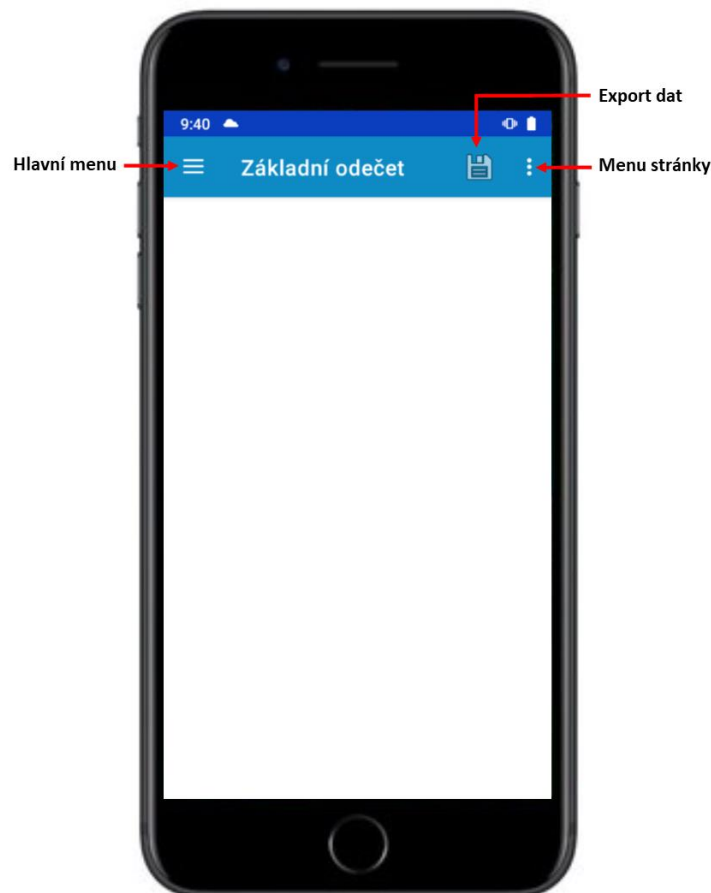 Export dat
9:40
Hlavní menu
Základní odečet
Menu stránky